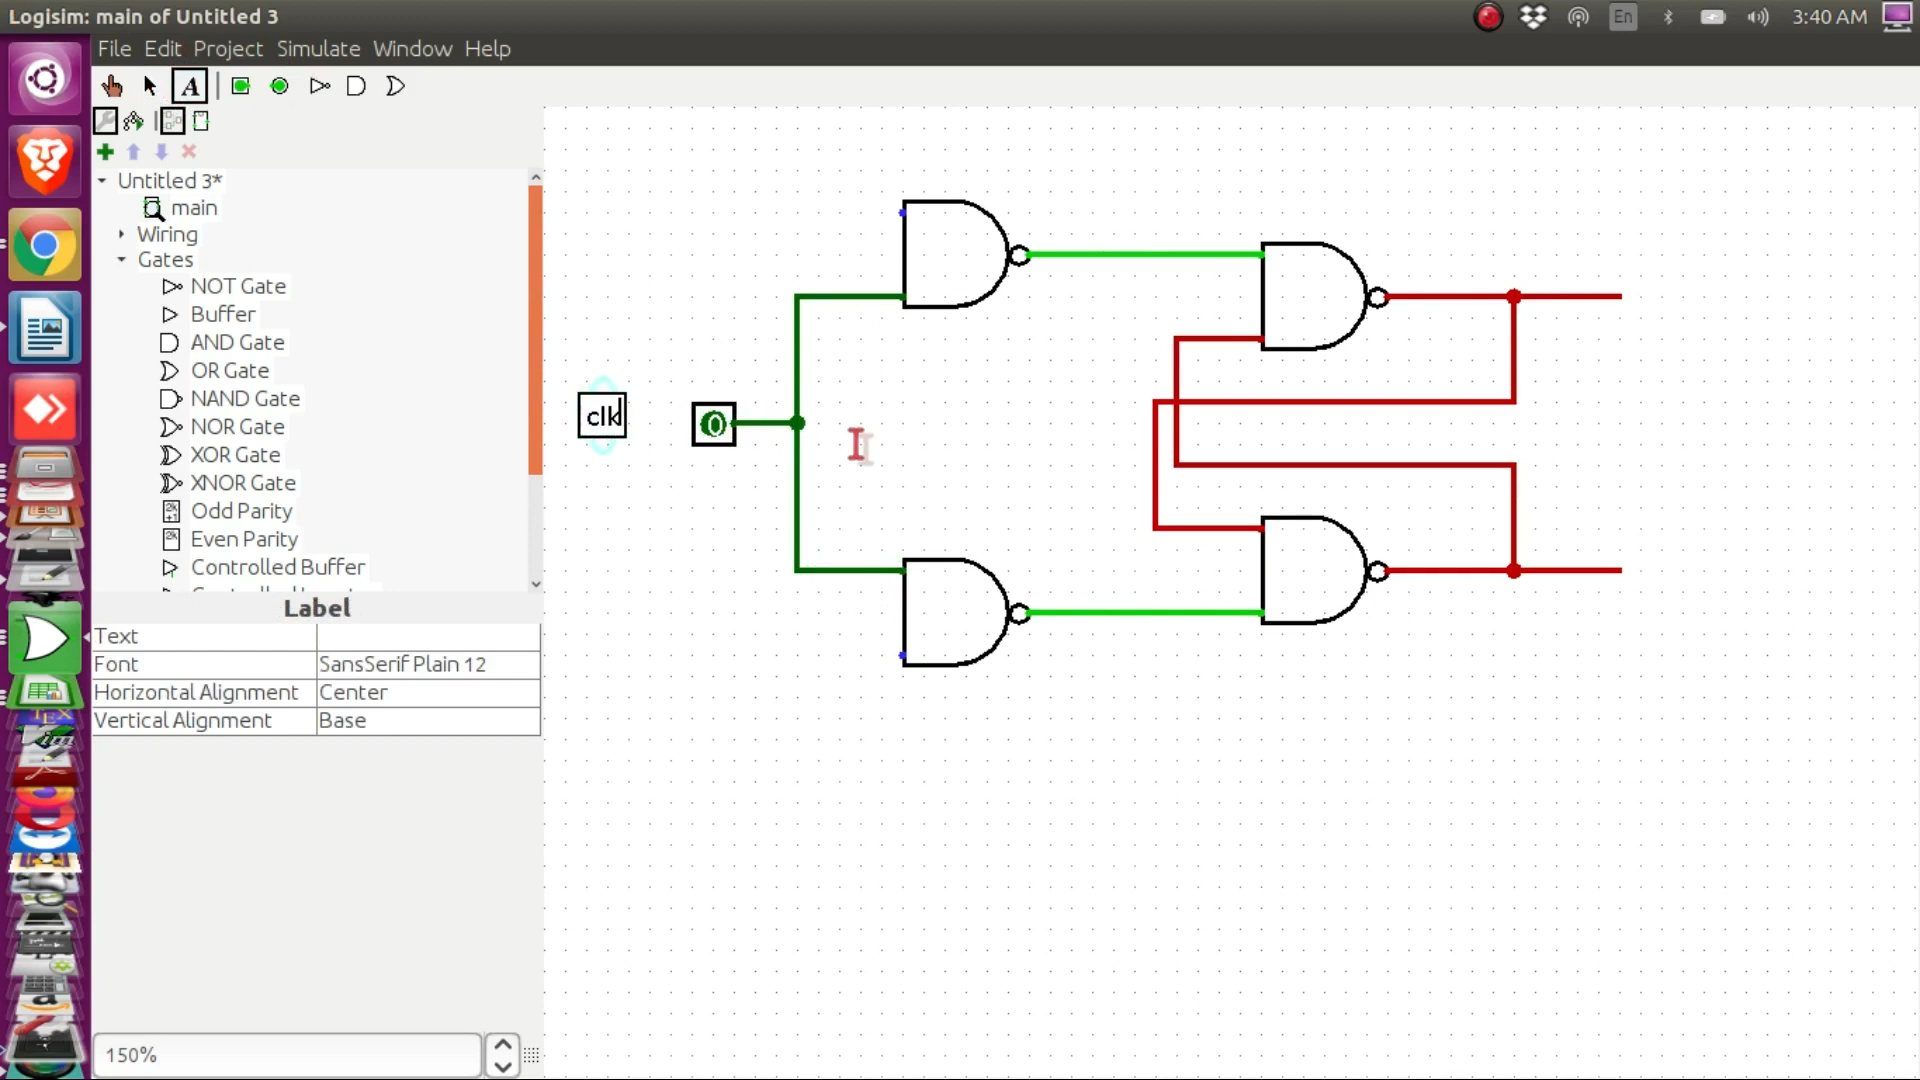 Logisim: main of Untitled 3
En
3:40 AM
File Edit Project Simulate Window Help
A
Untitled 3*
main
Wiring
Gates
NOT Gate
Buffer
AND Gate
OR Gate
NAND Gate
NOR Gate
XOR Gate
XNOR Gate
Odd Parity
Even Parity
Controlled Buffer
Label
Text
Font SansSerif Plain 12
Horizontal Alignment Center
Vertical Alignment Base
150%
clk
0